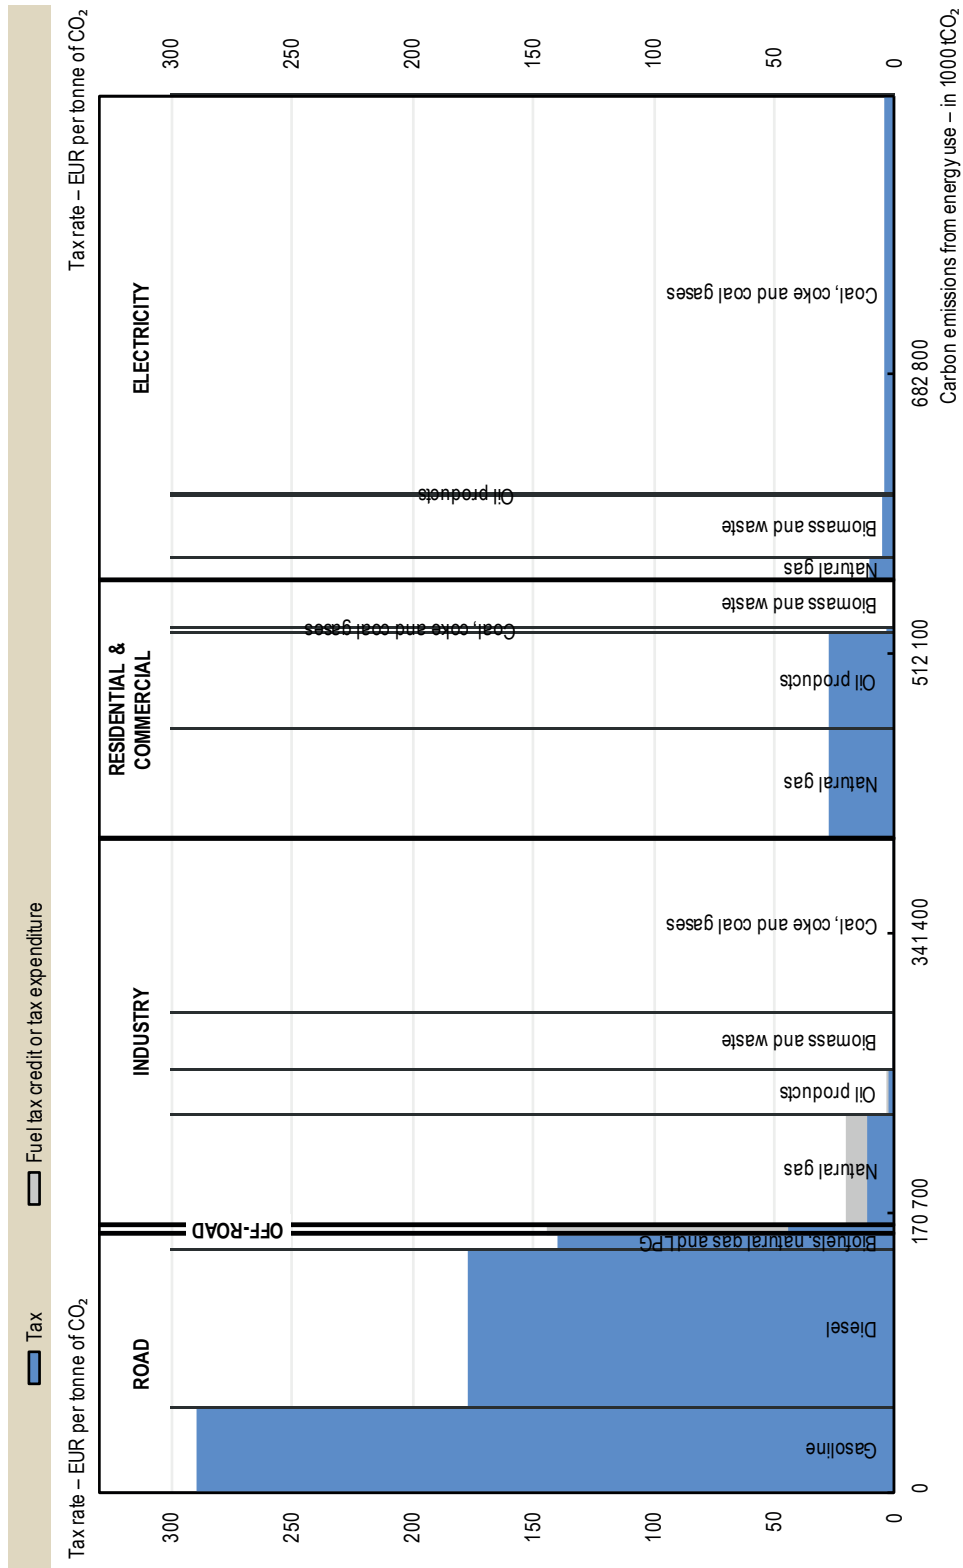 Tax
Fuel tax credit or tax expenditure
Tax rate – EUR per tonne of CO₂
Tax rate – EUR per tonne of CO₂
ROAD
OFF-ROAD
INDUSTRY
RESIDENTIAL &
COMMERCIAL
ELECTRICITY
300
250
200
150
100
50
0
300
250
200
150
100
50
0
Gasoline
Diesel
Biofuels, natural gas and LPG
Natural gas
Oil products
Biomass and waste
Coal, coke and coal gases
Natural gas
Oil products
Coal, coke and coal gases
Biomass and waste
Natural gas
Biomass and waste
Oil products
Coal, coke and coal gases
0
170 700
341 400
512 100
682 800
Carbon emissions from energy use – in 1000 tCO₂